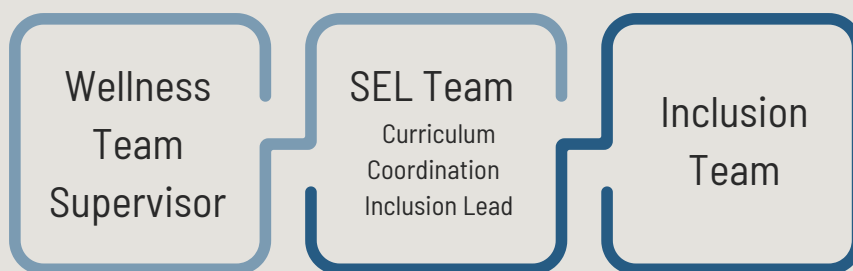 Wellness
Team
Supervisor
SEL Team
Curriculum
Coordination
Inclusion Lead
Inclusion
Team